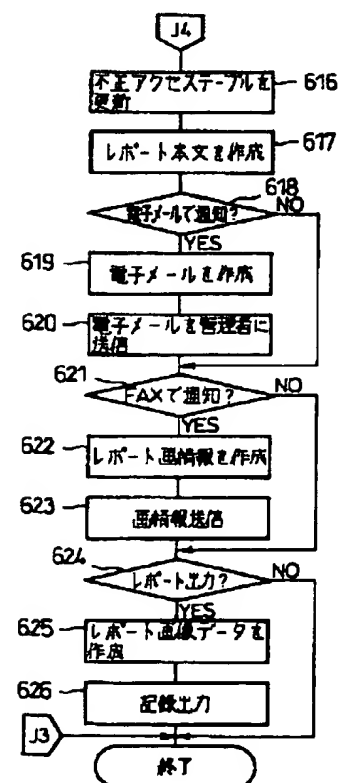 J4
不正アクセステーブルを
更新
616
レポート本文を作成
617
618
電子メールで通知?
NO
YES
619
電子メールを作成
620
電子メールを管理者に
送信
621
FAXで通知?
NO
YES
622
レポート画情報を作成
623
画情報送信
624
レポート出力?
NO
YES
625
レポート画像データを
作成
626
記録出力
J3
終了